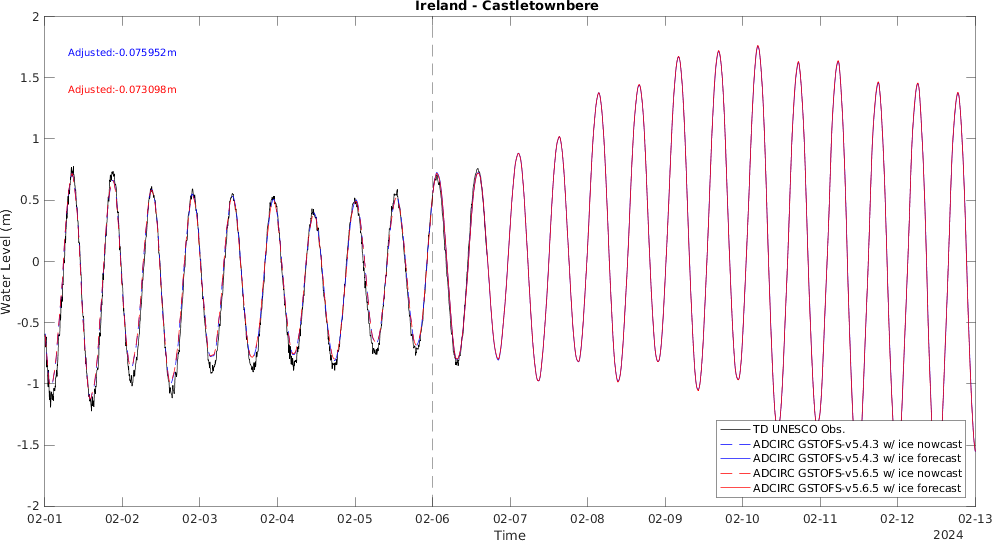 Ireland - Castletownbere
Adjusted:-0.075952m
Adjusted:-0.073098m
Water Level (m)
2
1.5
1
0.5
0
-0.5
-1
-1.5
-2
TD UNESCO Obs.
ADCIRC GSTOFS-v5.4.3 w/ ice nowcast
ADCIRC GSTOFS-v5.4.3 w/ ice forecast
ADCIRC GSTOFS-v5.6.5 w/ ice nowcast
ADCIRC GSTOFS-v5.6.5 w/ ice forecast
02-01 02-02 02-03 02-04 02-05 02-06 02-07 02-08 02-09 02-10 02-11 02-12 02-13
Time
2024